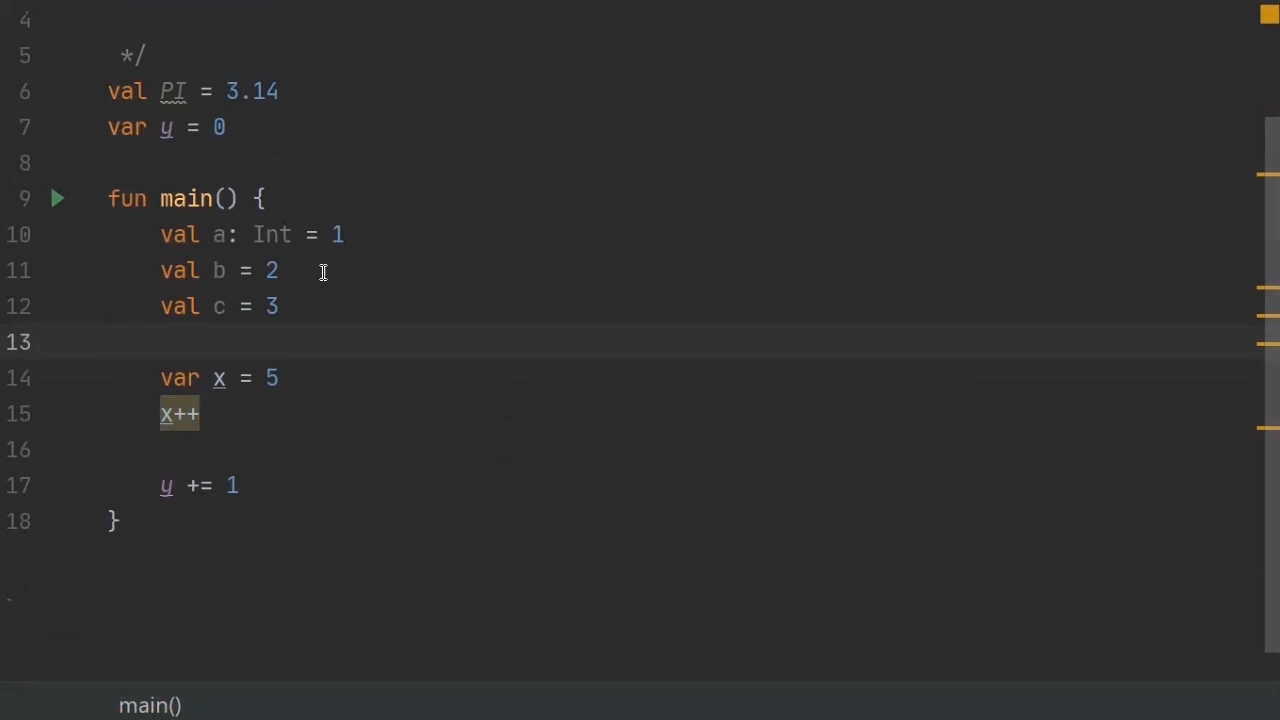 4
5 */
6 val PI = 3.14
7 var y = 0
8
9 fun main() {
10 val a: Int = 1
11 val b = 2
12 val c = 3
13
14 var x = 5
15 x++
16
17 y += 1
18 }
main()